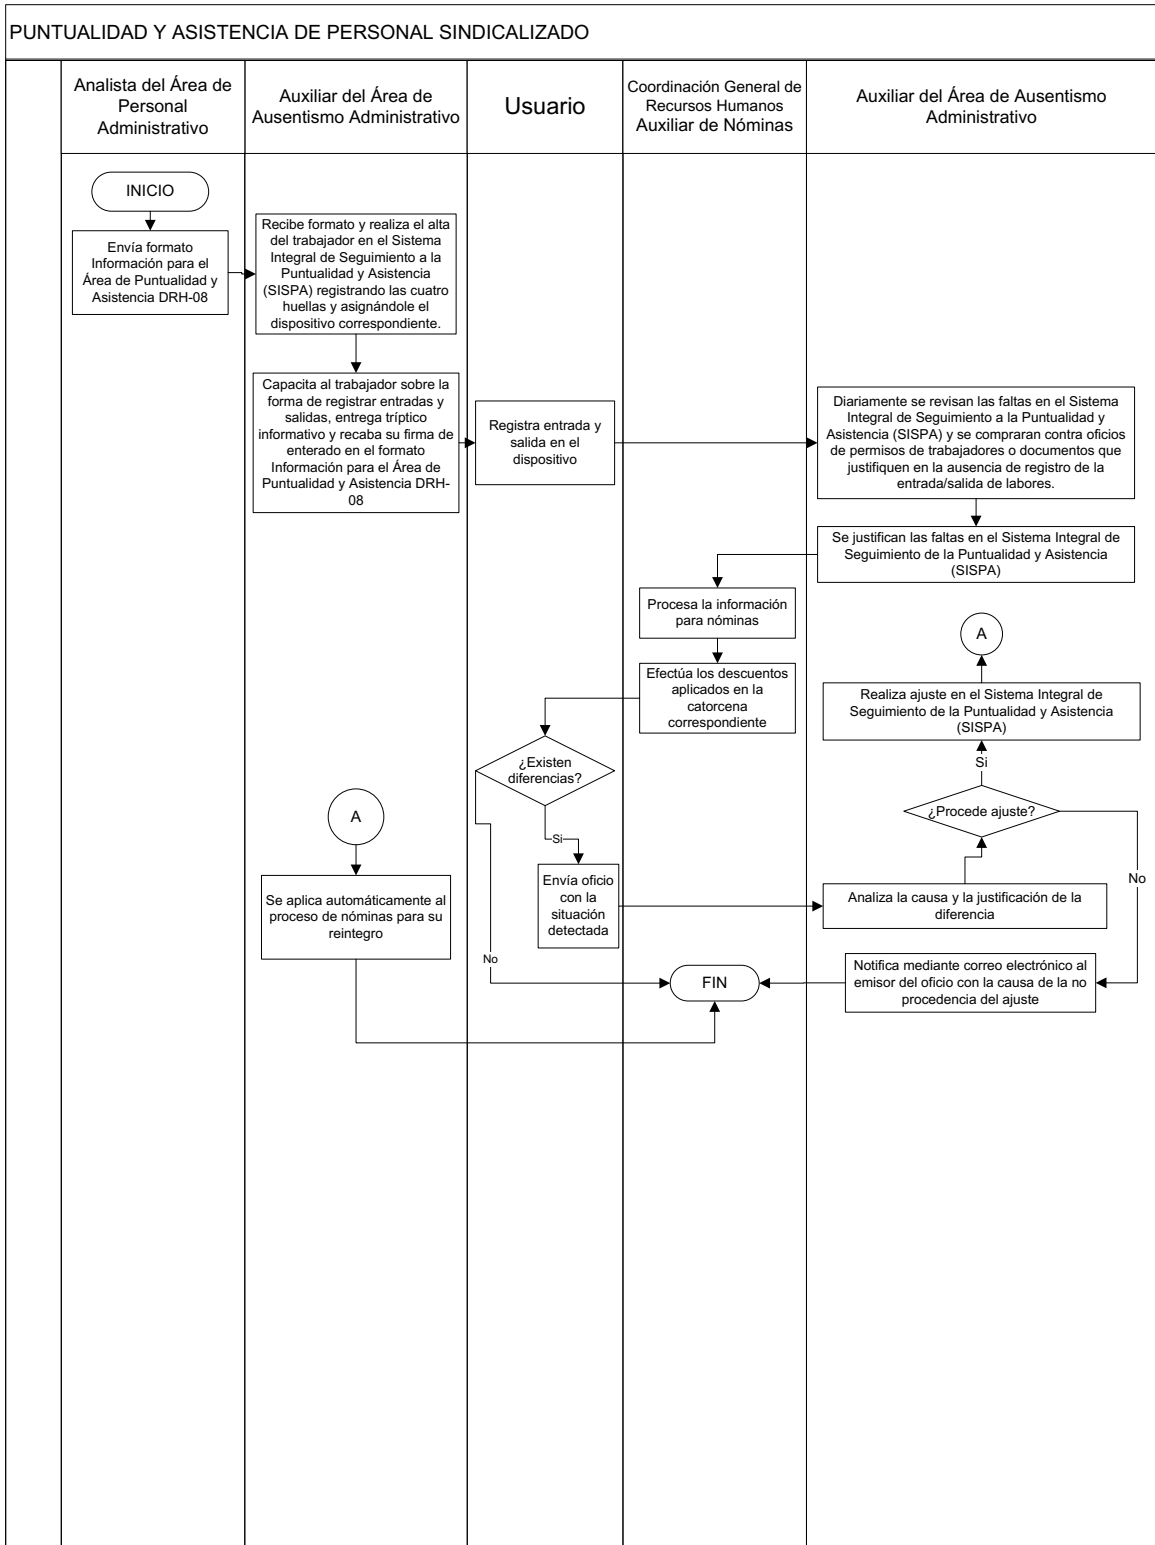 PUNTUALIDAD Y ASISTENCIA DE PERSONAL SINDICALIZADO
Analista del Área de
Personal
Administrativo
Auxiliar del Área de
Ausentismo Administrativo
Usuario
Coordinación General de
Recursos Humanos
Auxiliar de Nóminas
Auxiliar del Área de Ausentismo
Administrativo
INICIO
Envía formato
Información para el
Área de Puntualidad y
Asistencia DRH-08
Recibe formato y realiza el alta
del trabajador en el Sistema
Integral de Seguimiento a la
Puntualidad y Asistencia
(SISPA) registrando las cuatro
huellas y asignándole el
dispositivo correspondiente.
Capacita al trabajador sobre la
forma de registrar entradas y
salidas, entrega tríptico
informativo y recaba su firma de
enterado en el formato
Información para el Área de
Puntualidad y Asistencia DRH-
08
Registra entrada y
salida en el
dispositivo
Diariamente se revisan las faltas en el Sistema
Integral de Seguimiento a la Puntualidad y
Asistencia (SISPA) y se compraran contra oficios
de permisos de trabajadores o documentos que
justifiquen en la ausencia de registro de la
entrada/salida de labores.
Se justifican las faltas en el Sistema Integral de
Seguimiento de la Puntualidad y Asistencia
(SISPA)
Procesa la información
para nóminas
Efectúa los descuentos
aplicados en la
catorcena
correspondiente
¿Existen
diferencias?
Si
No
Envía oficio
con la
situación
detectada
Analiza la causa y la justificación de la
diferencia
¿Procede ajuste?
Si
No
Realiza ajuste en el Sistema Integral de
Seguimiento de la Puntualidad y Asistencia
(SISPA)
A
A
Se aplica automáticamente al
proceso de nóminas para su
reintegro
Notifica mediante correo electrónico al
emisor del oficio con la causa de la no
procedencia del ajuste
FIN